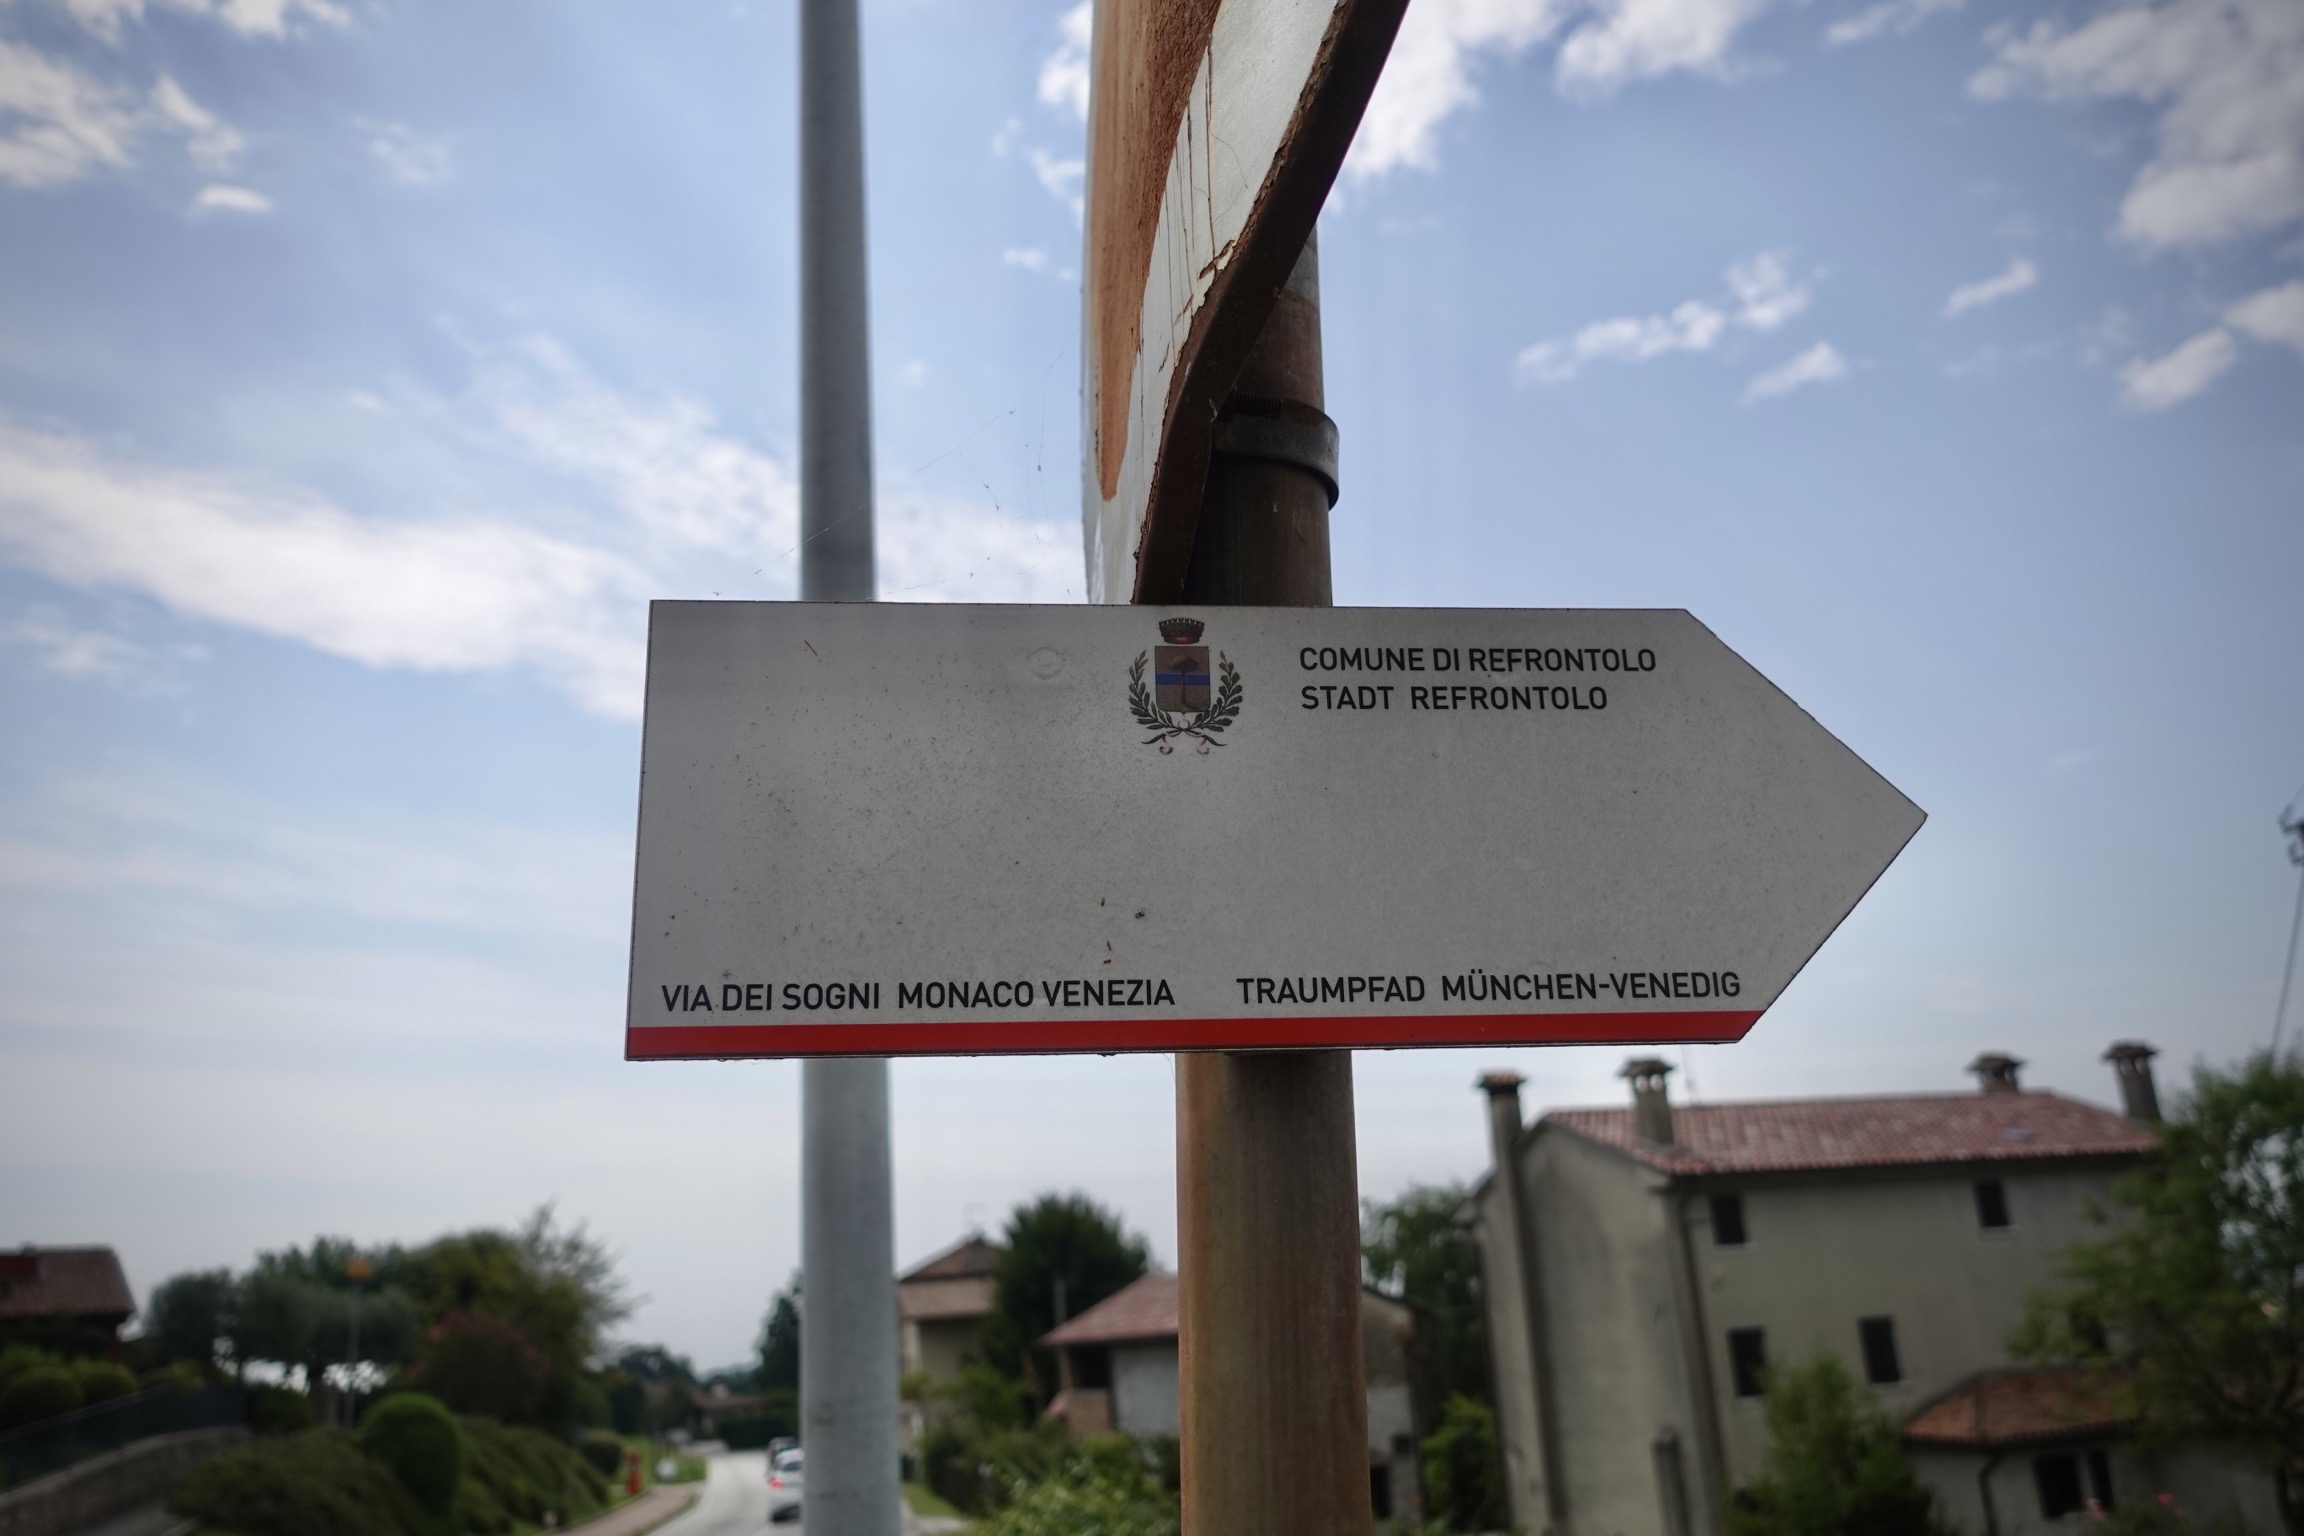 COMUNE DI REFRONTOLO
STADT REFRONTOLO
VIA DEI SOGNI MONACO VENEZIA TRAUMPFAD MÜNCHEN-VENEDIG